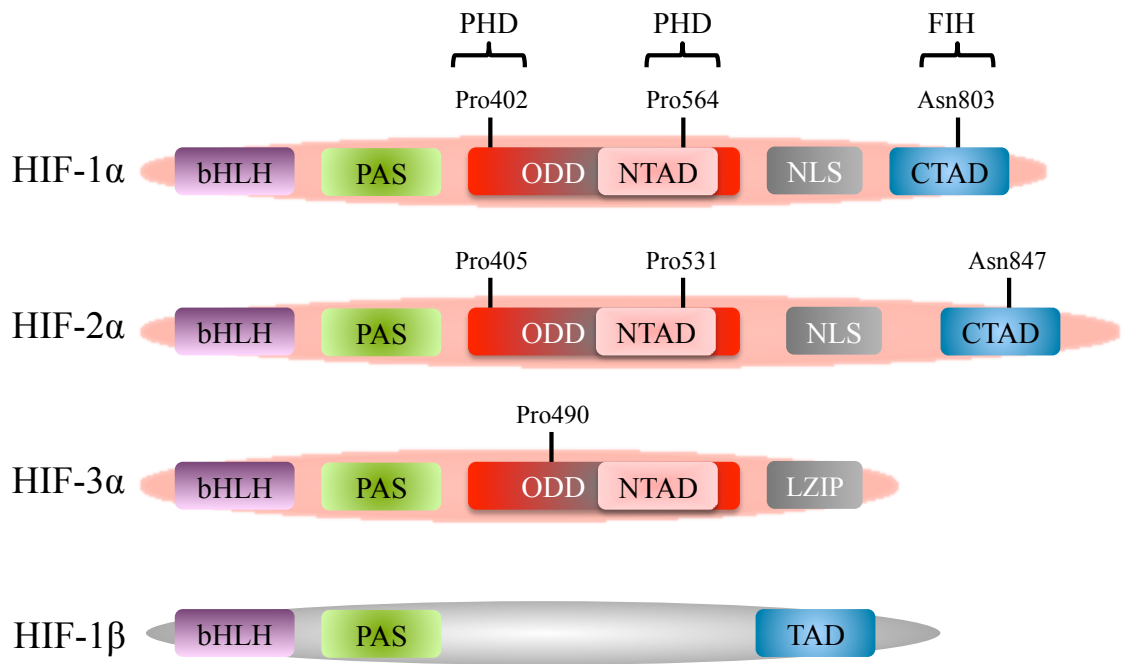 PHD PHD FIH
Pro402 Pro564 Asn803
HIF-1α bHLH PAS ODD NTAD NLS CTAD
Pro405 Pro531 Asn847
HIF-2α bHLH PAS ODD NTAD NLS CTAD
Pro490
HIF-3α bHLH PAS ODD NTAD LZIP
HIF-1β bHLH PAS TAD